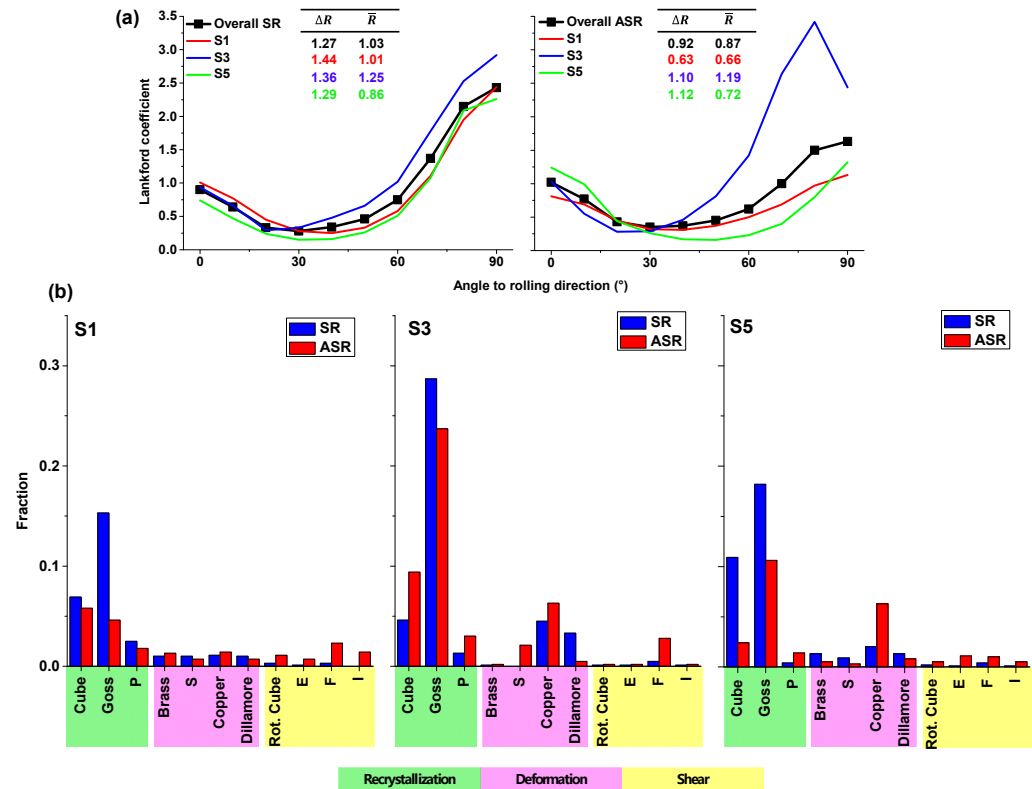 (a)
Overall SR
S1
S3
S5
ΔR R̅
1.27 1.03
1.44 1.01
1.36 1.25
1.29 0.86
Overall ASR
S1
S3
S5
ΔR R̅
0.92 0.87
0.63 0.66
1.10 1.19
1.12 0.72
3.5
3.0
2.5
2.0
1.5
1.0
0.5
0.0
Lankford coefficient
0 30 60 90
0 30 60 90
Angle to rolling direction (°)
(b)
S1
SR
ASR
S3
SR
ASR
S5
SR
ASR
0.3
0.2
0.1
0.0
Fraction
Cube
Goss
P
Brass
S
Copper
Dillamore
Rot. Cube
E
F
I
Cube
Goss
P
Brass
S
Copper
Dillamore
Rot. Cube
E
F
I
Cube
Goss
P
Brass
S
Copper
Dillamore
Rot. Cube
E
F
I
Recrystallization Deformation Shear